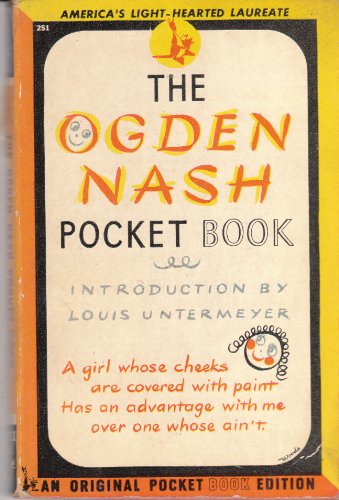 AMERICA'S LIGHT-HEARTED LAUREATE
251
THE
OGDEN
NASH
POCKET BOOK
INTRODUCTION BY
LOUIS UNTERMEYER
A girl whose cheeks
are covered with paint
Has an advantage with me
over one whose ain't.
AN ORIGINAL POCKET BOOK EDITION